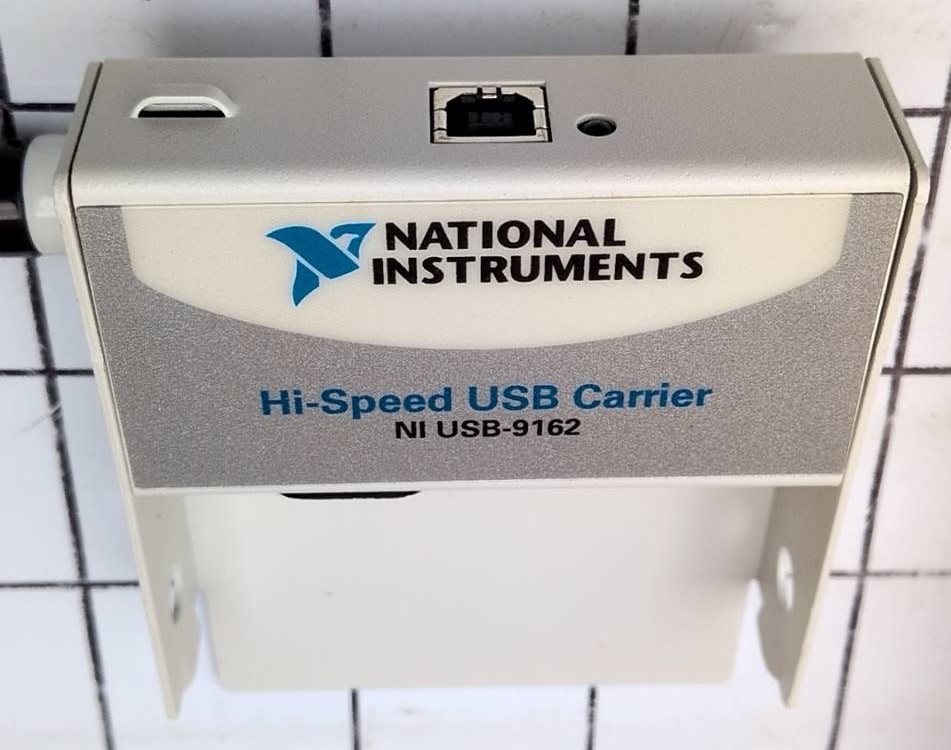 NATIONAL
INSTRUMENTS
Hi-Speed USB Carrier
NI USB-9162